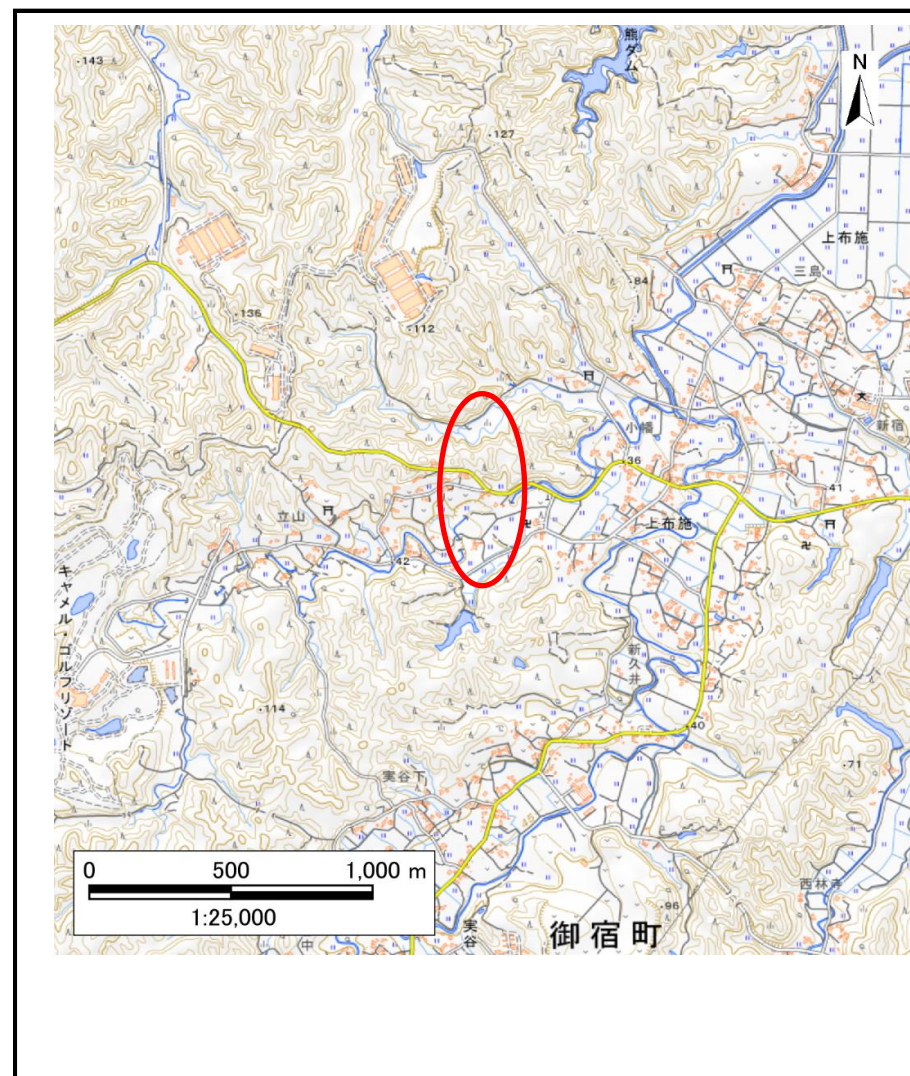 熊ダム
N
・143
・127
上布施
三島
・84
・136
・112
小幡
新宿
・36
・41
立山
上布施
・42
キャメル・ゴルフリゾート
新久井
70
・114
・40
・71
実谷下
0 500 1,000 m
西林寺
1:25,000
・96
実谷
御宿町
中